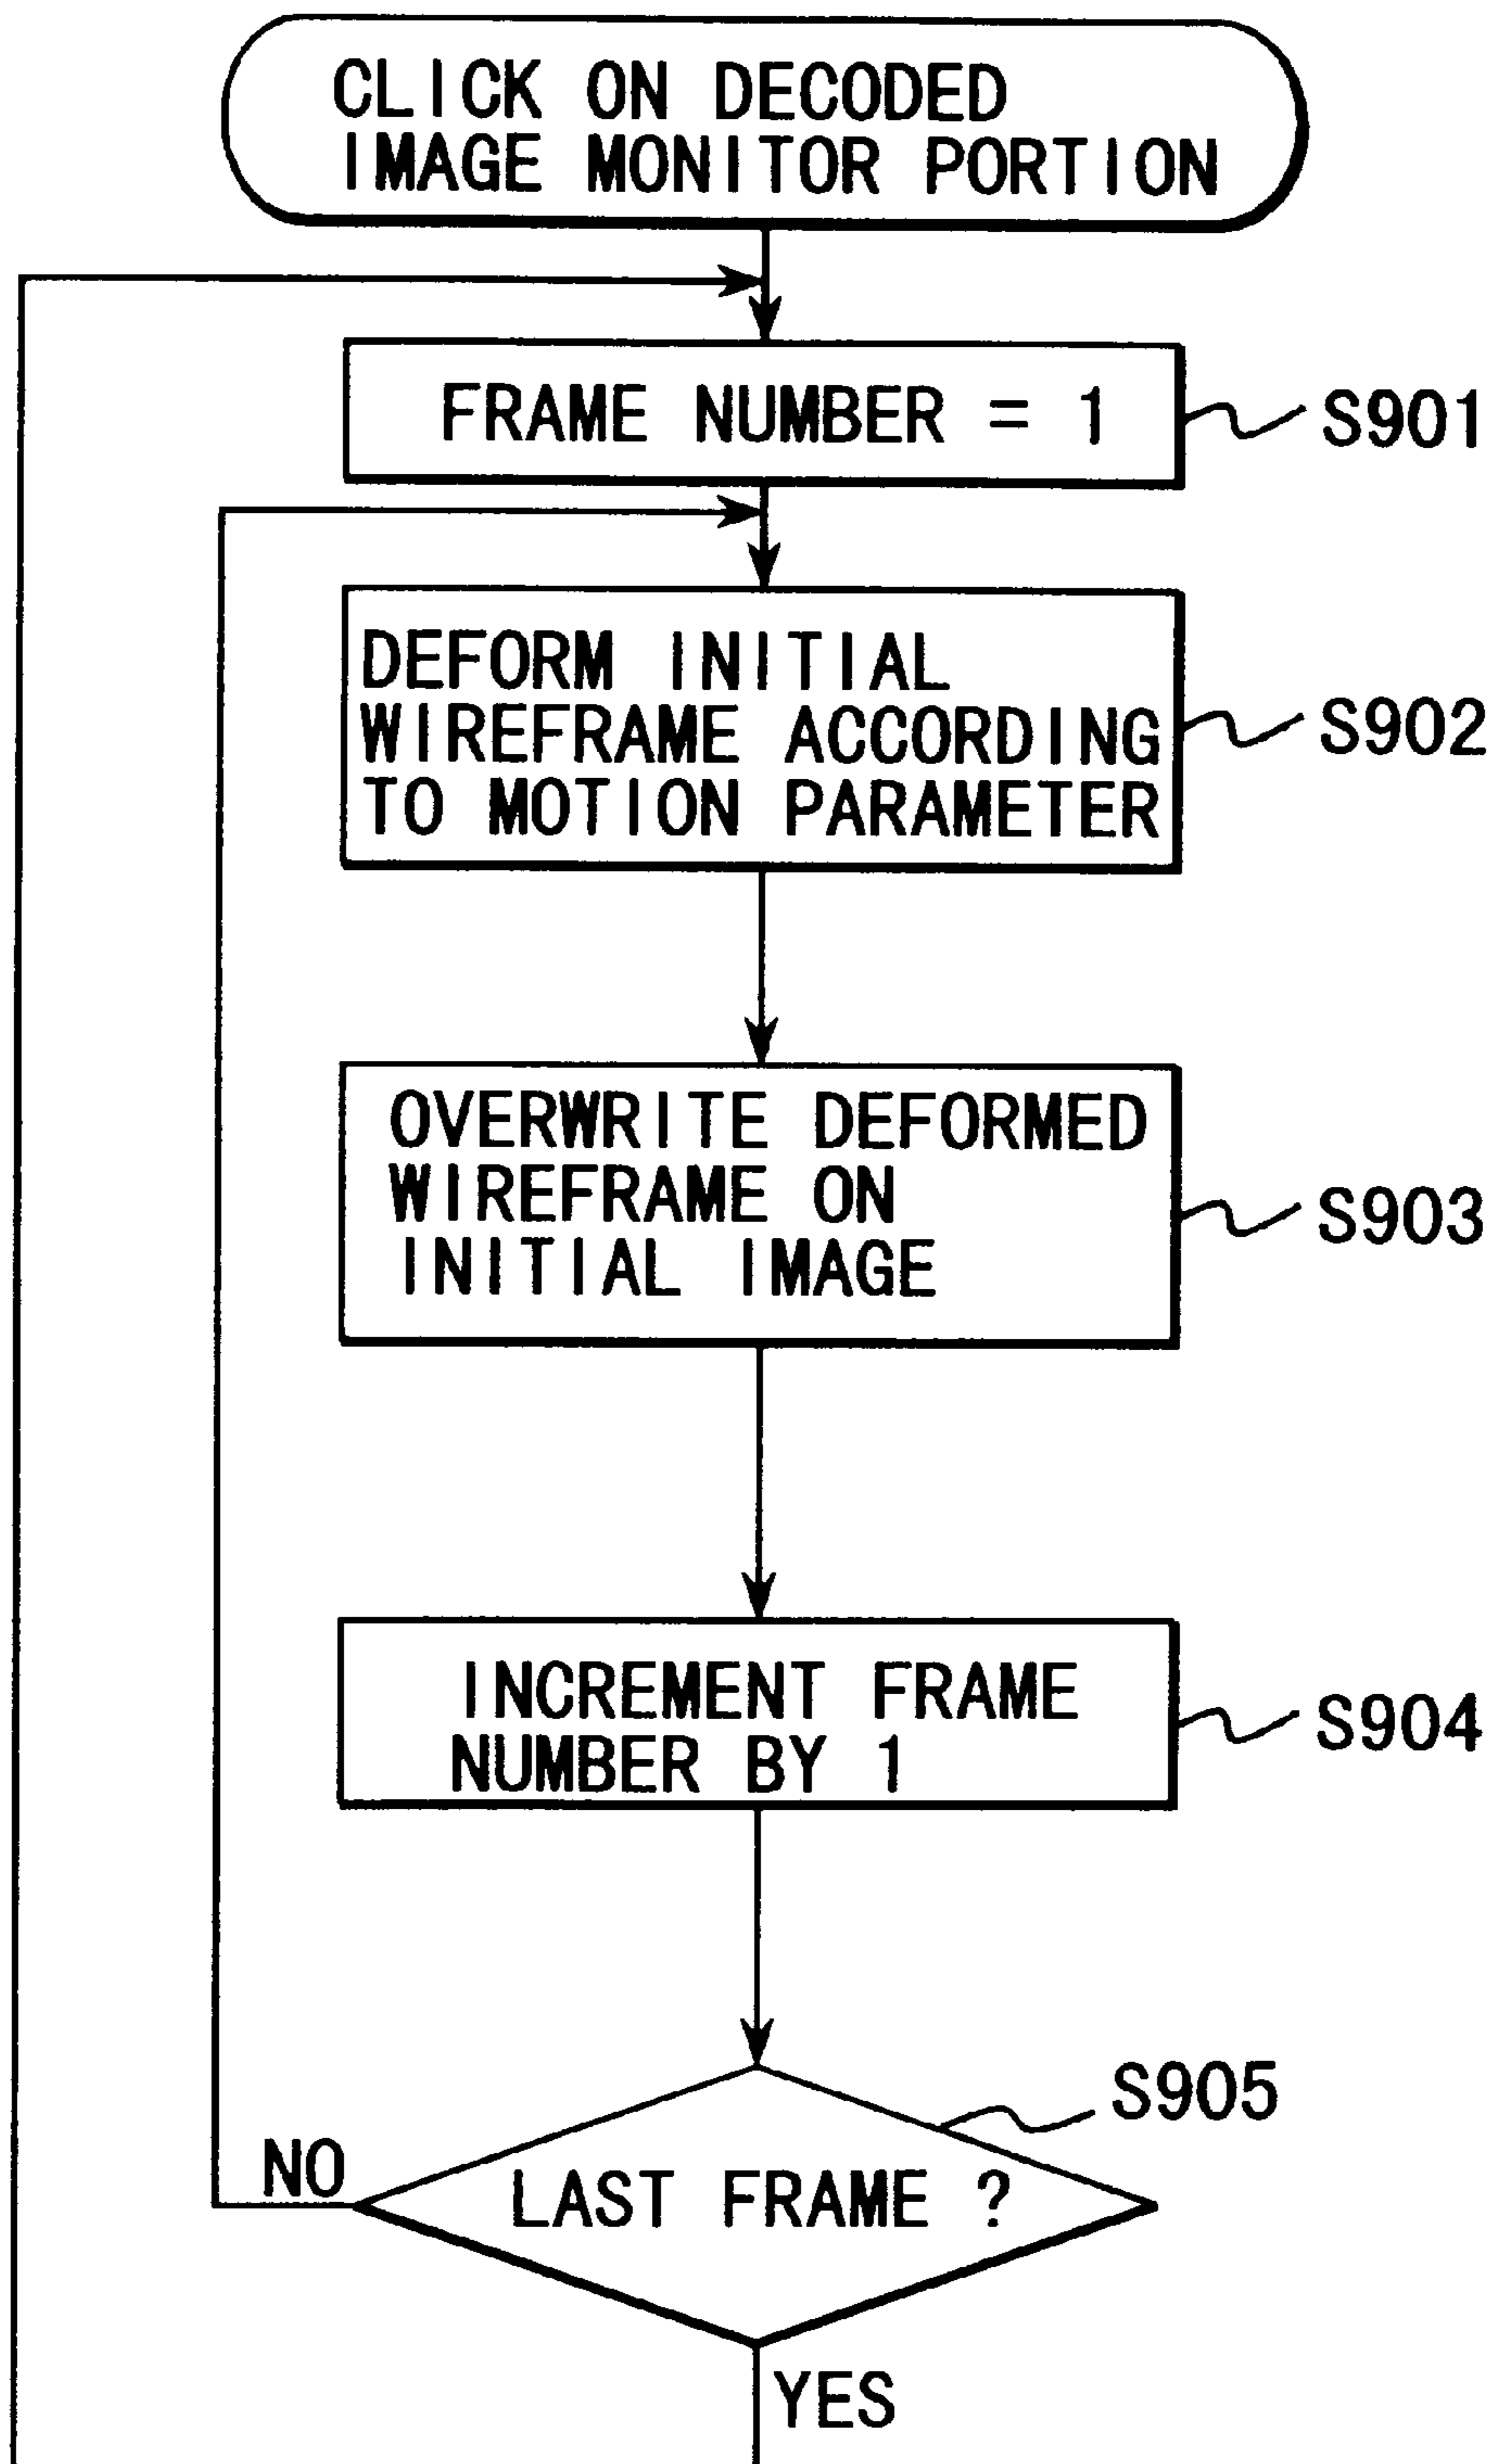 CLICK ON DECODED
IMAGE MONITOR PORTION
FRAME NUMBER = 1
S901
DEFORM INITIAL
WIREFRAME ACCORDING
TO MOTION PARAMETER
S902
OVERWRITE DEFORMED
WIREFRAME ON
INITIAL IMAGE
S903
INCREMENT FRAME
NUMBER BY 1
S904
S905
NO
LAST FRAME ?
YES